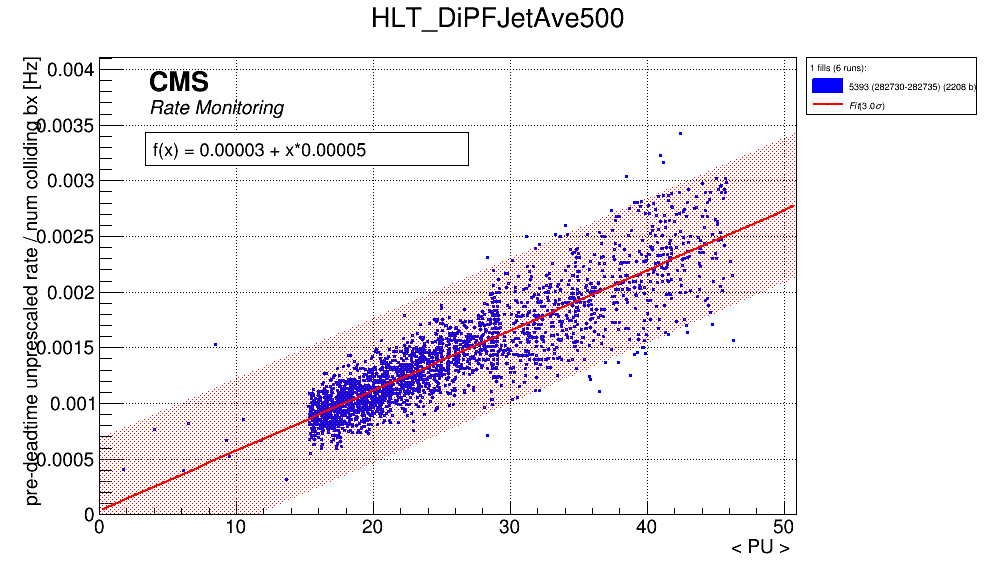 HLT_DiPFJetAve500
pre-deadtime unprescaled rate / num colliding bx [Hz]
0.004
0.0035
0.003
0.0025
0.002
0.0015
0.001
0.0005
0
CMS
Rate Monitoring
f(x) = 0.00003 + x*0.00005
1 fills (6 runs):
5393 (282730-282735) (2208 b)
Fit(3.0σ)
0 10 20 30 40 50
< PU >